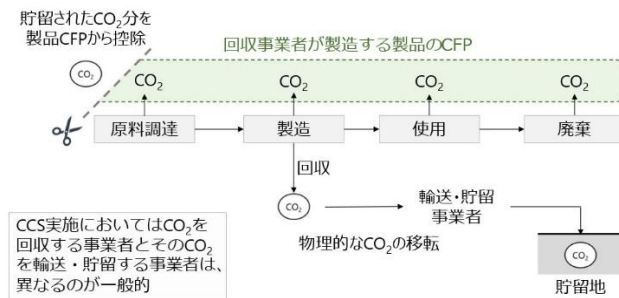 貯留されたCO₂分を
製品CFPから控除
回収事業者が製造する製品のCFP
CO₂
CO₂
CO₂
CO₂
CO₂
原料調達
製造
使用
廃棄
回収
CO₂
輸送・貯留
事業者
物理的なCO₂の移転
CCS実施においてはCO₂を
回収する事業者とそのCO₂
を輸送・貯留する事業者は、
異なるのが一般的
CO₂
貯留地